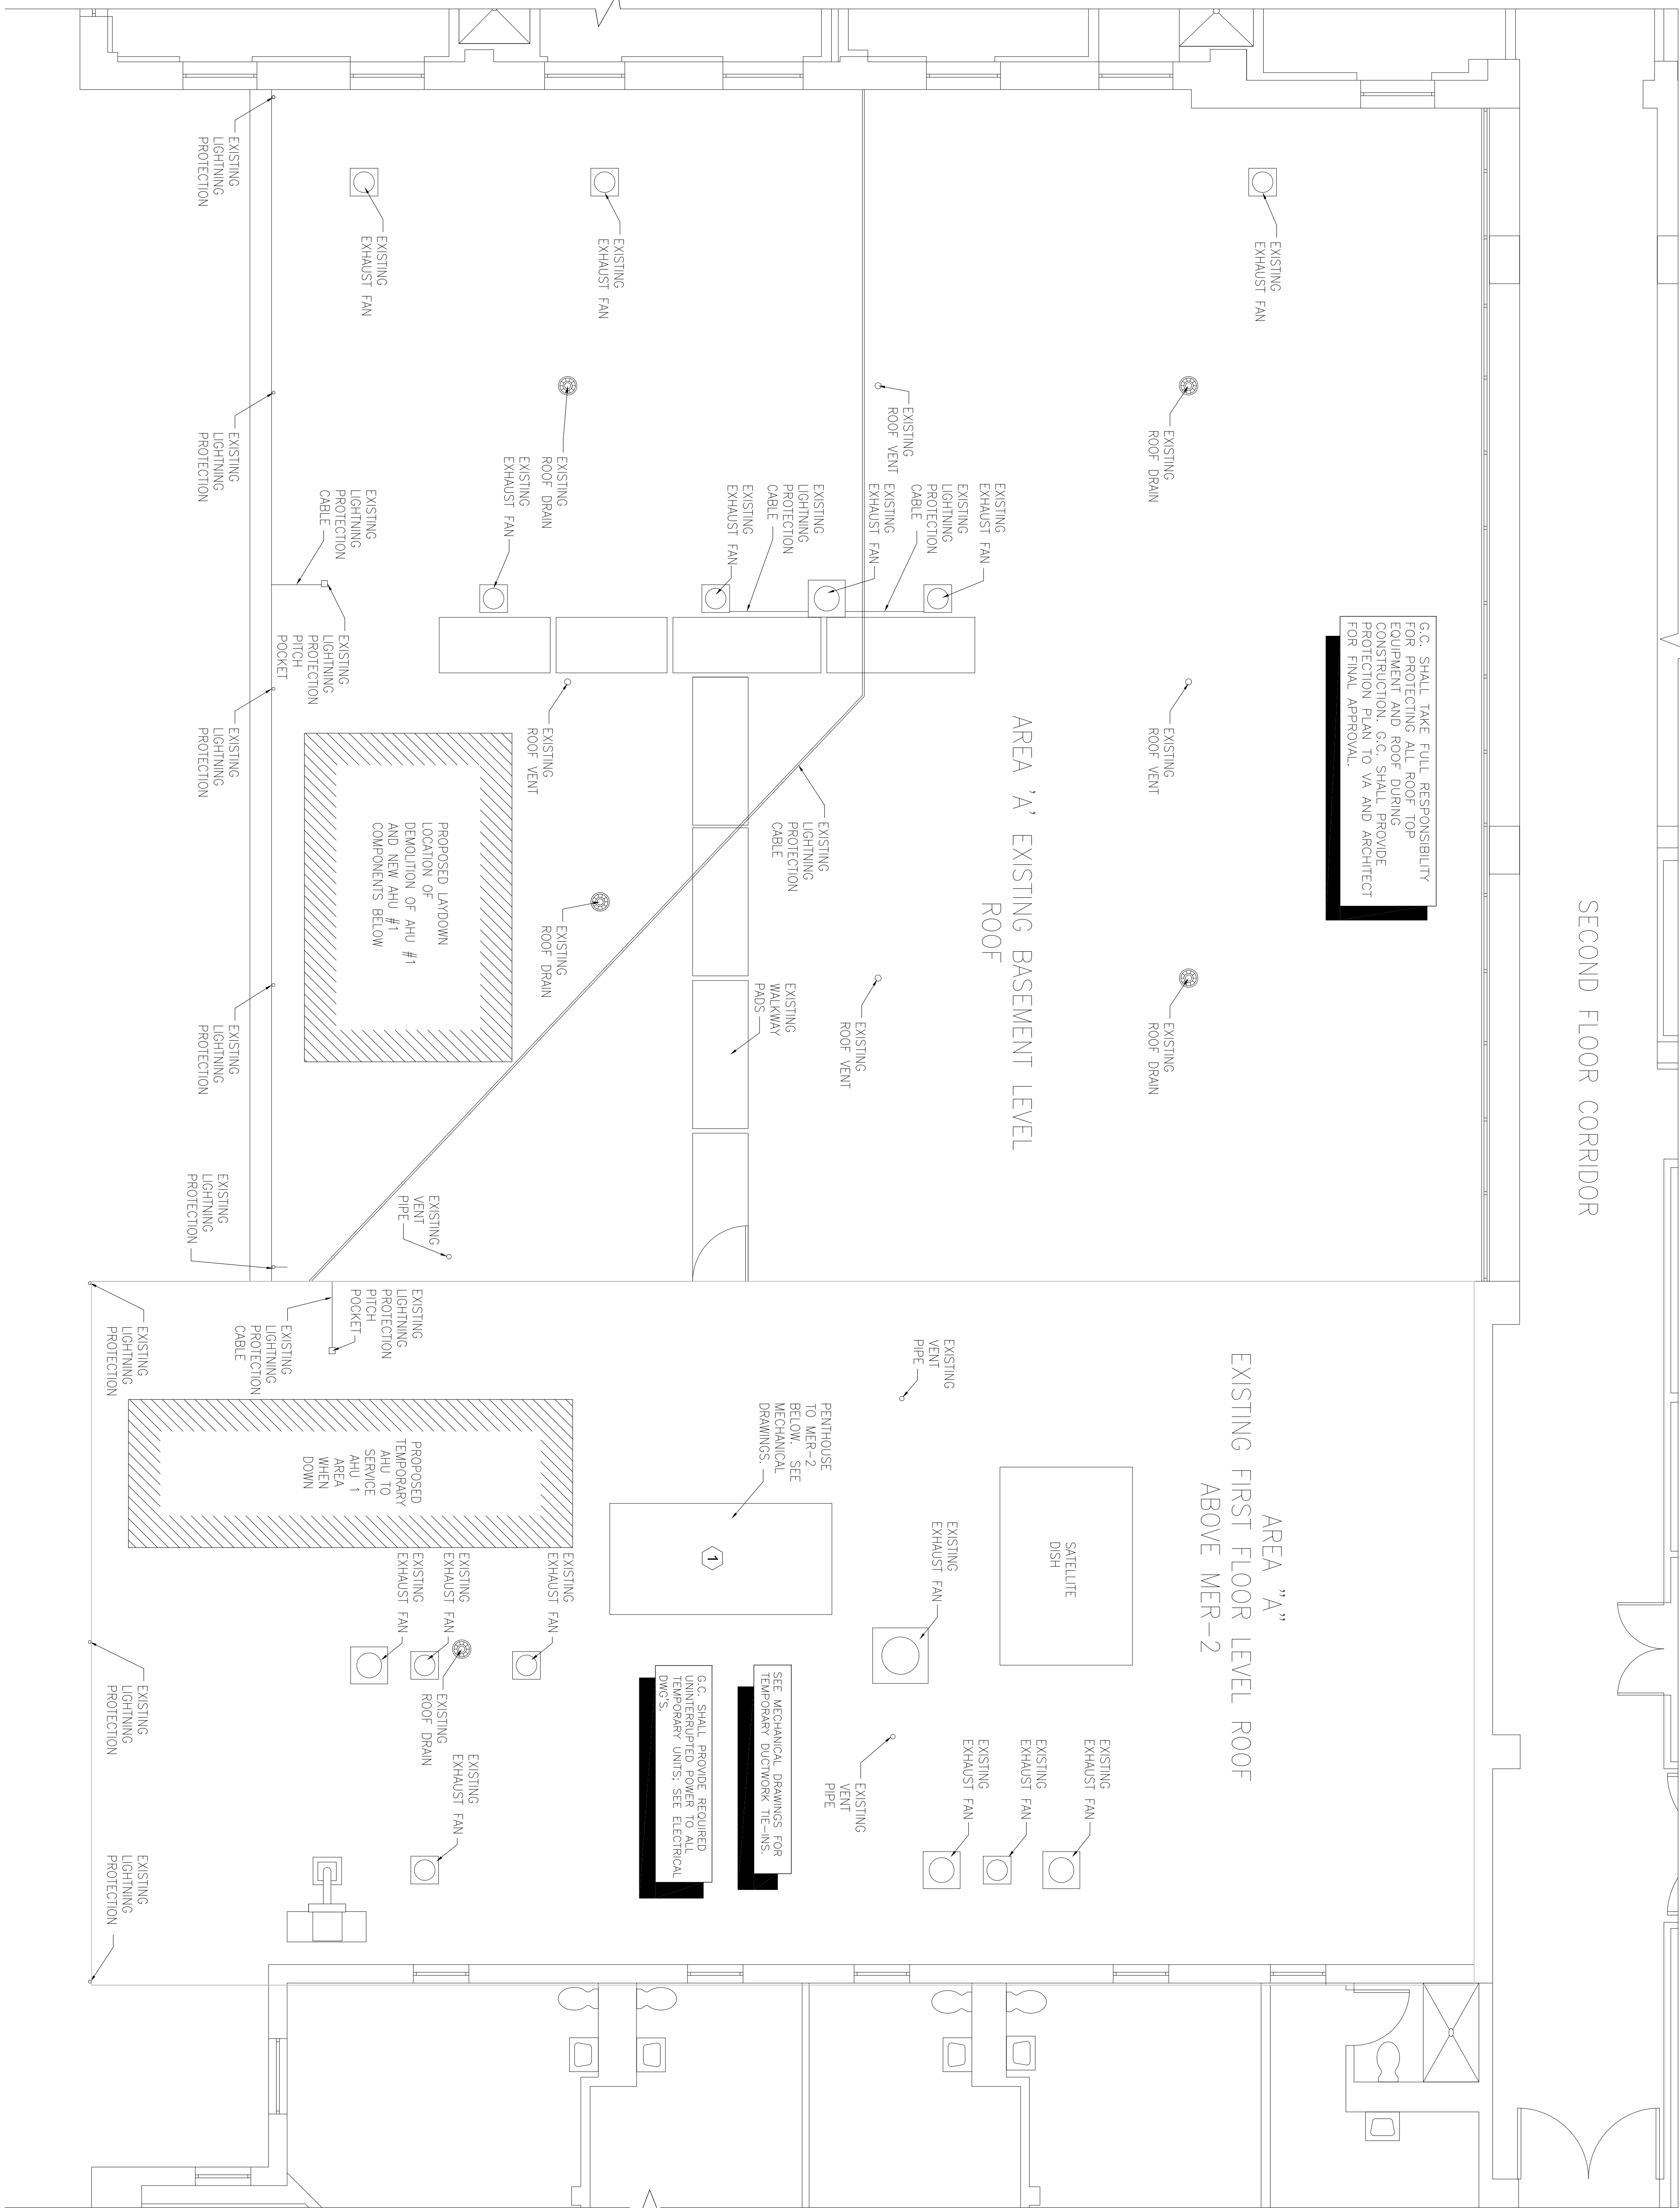 SECOND FLOOR CORRIDOR
G.C. SHALL TAKE FULL RESPONSIBILITY
FOR PROTECTING ALL ROOF TOP
EQUIPMENT AND ROOF DURING
CONSTRUCTION. G.C. SHALL PROVIDE
PROTECTION PLAN TO VA AND ARCHITECT
FOR FINAL APPROVAL.
EXISTING
EXHAUST FAN
EXISTING
ROOF DRAIN
EXISTING
ROOF VENT
EXISTING
ROOF DRAIN
AREA 'A' EXISTING BASEMENT LEVEL
ROOF
EXISTING
EXHAUST FAN
EXISTING
LIGHTNING
PROTECTION
CABLE
EXISTING
ROOF VENT
EXISTING
EXHAUST FAN
EXISTING
LIGHTNING
PROTECTION
CABLE
EXISTING
EXHAUST FAN
EXISTING
ROOF VENT
EXISTING
LIGHTNING
PROTECTION
CABLE
EXISTING
WALKWAY
PADS
EXISTING
EXHAUST FAN
EXISTING
ROOF DRAIN
EXISTING
EXHAUST FAN
EXISTING
ROOF VENT
EXISTING
ROOF DRAIN
EXISTING
EXHAUST FAN
EXISTING
LIGHTNING
PROTECTION
CABLE
EXISTING
LIGHTNING
PROTECTION
PITCH
POCKET
PROPOSED LAYDOWN
LOCATION OF
DEMOLITION OF AHU #1
AND NEW AHU #1
COMPONENTS BELOW
EXISTING
VENT
PIPE
EXISTING
LIGHTNING
PROTECTION
EXISTING
LIGHTNING
PROTECTION
EXISTING
LIGHTNING
PROTECTION
EXISTING
LIGHTNING
PROTECTION
EXISTING
LIGHTNING
PROTECTION
AREA "A"
EXISTING FIRST FLOOR LEVEL ROOF
ABOVE MER-2
SATELLITE
DISH
EXISTING
VENT
PIPE
EXISTING
EXHAUST FAN
EXISTING
EXHAUST FAN
EXISTING
EXHAUST FAN
EXISTING
EXHAUST FAN
EXISTING
VENT
PIPE
PENTHOUSE
TO MER-2
BELOW. SEE
MECHANICAL
DRAWINGS.
1
SEE MECHANICAL DRAWINGS FOR
TEMPORARY DUCTWORK TIE-INS.
G.C. SHALL PROVIDE REQUIRED
UNINTERRUPTED POWER TO ALL
TEMPORARY UNITS; SEE ELECTRICAL
DWG'S.
EXISTING
LIGHTNING
PROTECTION
PITCH
POCKET
EXISTING
LIGHTNING
PROTECTION
CABLE
PROPOSED
TEMPORARY
AHU TO
SERVICE
AHU 1
AREA
WHEN
DOWN
EXISTING
EXHAUST FAN
EXISTING
EXHAUST FAN
EXISTING
EXHAUST FAN
EXISTING
ROOF DRAIN
EXISTING
EXHAUST FAN
EXISTING
LIGHTNING
PROTECTION
EXISTING
LIGHTNING
PROTECTION
EXISTING
LIGHTNING
PROTECTION